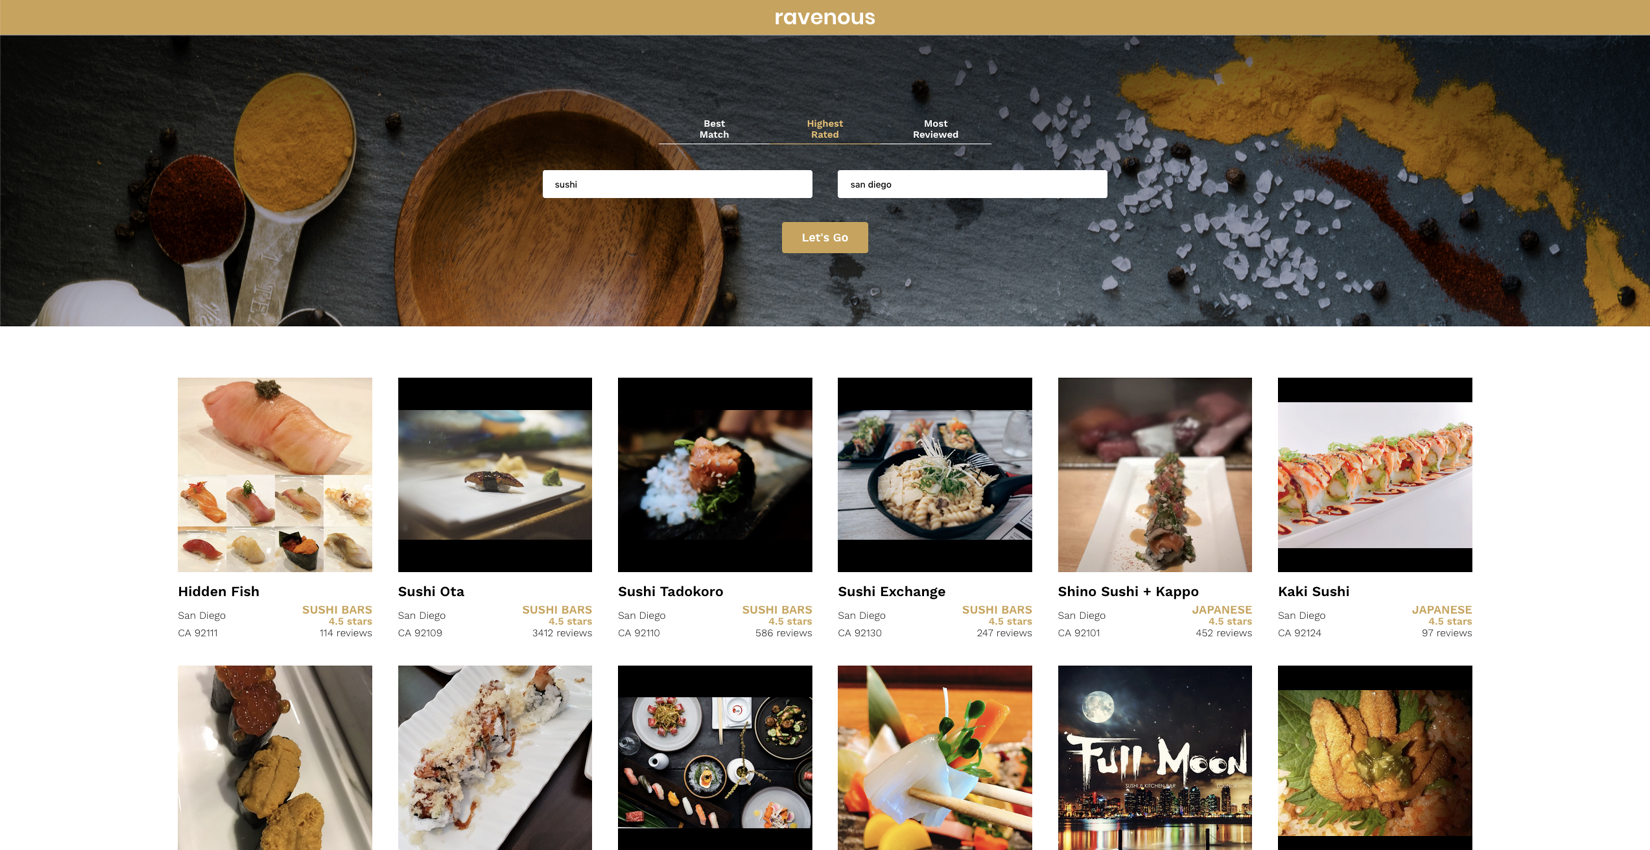 ravenous
Best
Match
Highest
Rated
Most
Reviewed
sushi
san diego
Let's Go
Hidden Fish
San Diego
CA 92111
SUSHI BARS
4.5 stars
114 reviews
Sushi Ota
San Diego
CA 92109
SUSHI BARS
4.5 stars
3412 reviews
Sushi Tadokoro
San Diego
CA 92110
SUSHI BARS
4.5 stars
586 reviews
Sushi Exchange
San Diego
CA 92130
SUSHI BARS
4.5 stars
247 reviews
Shino Sushi + Kappo
San Diego
CA 92101
JAPANESE
4.5 stars
452 reviews
Kaki Sushi
San Diego
CA 92124
JAPANESE
4.5 stars
97 reviews
Full Moon
SUSHI & KITCHEN BAR